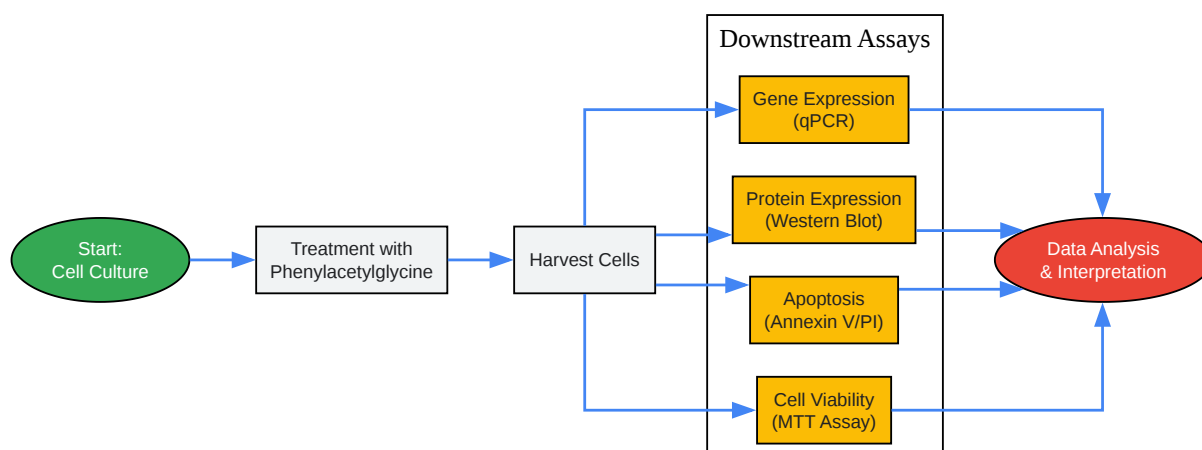 Start:
Cell Culture
Treatment with
Phenylacetylglycine
Harvest Cells
Downstream Assays
Gene Expression
(qPCR)
Protein Expression
(Western Blot)
Apoptosis
(Annexin V/PI)
Cell Viability
(MTT Assay)
Data Analysis
& Interpretation